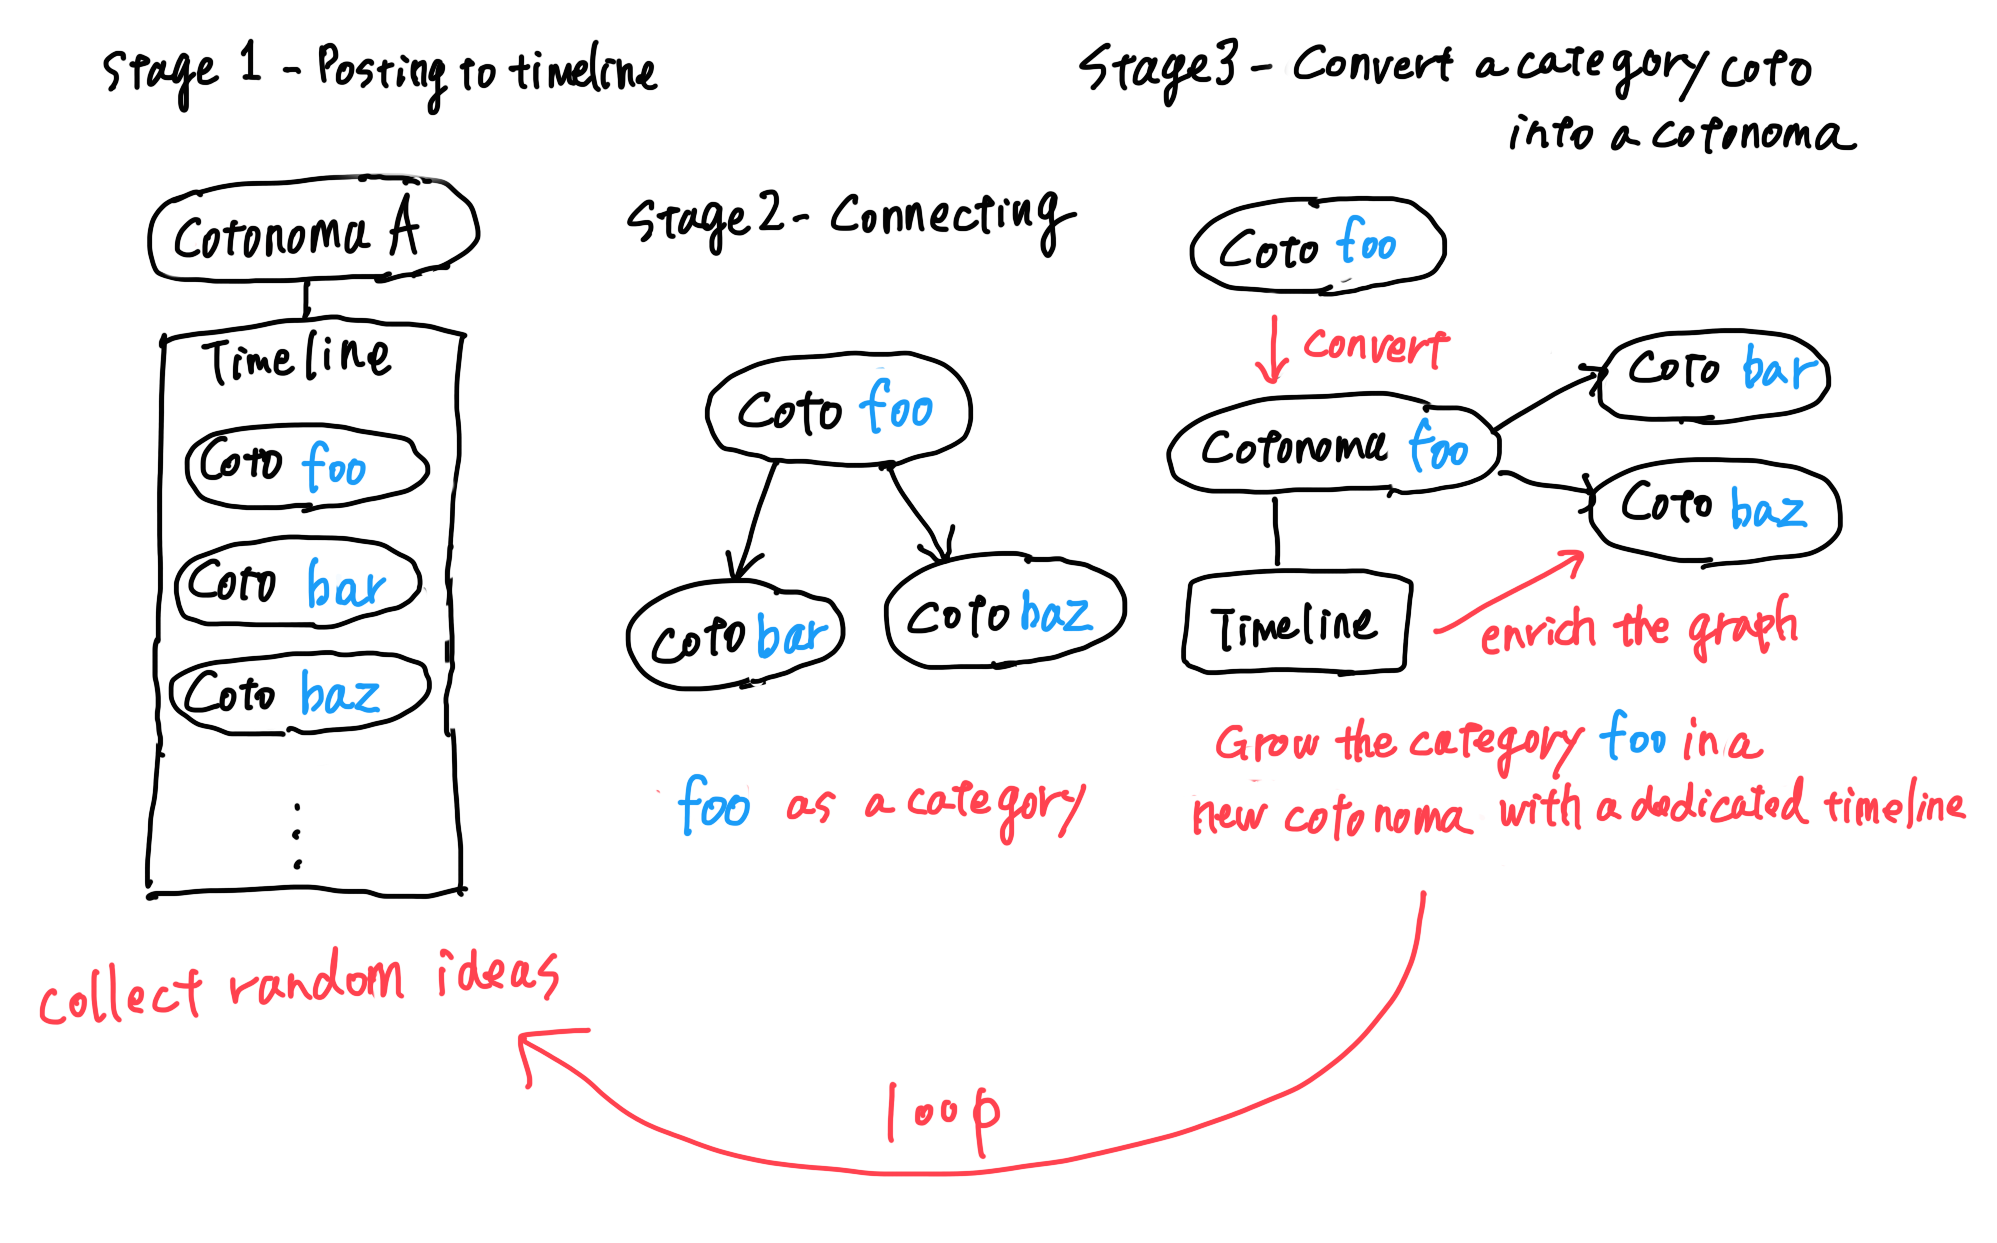 Stage 1 - Posting to timeline
Cotonoma A
Timeline
Coto foo
Coto bar
Coto baz
collect random ideas
Stage 2 - Connecting
Coto foo
Coto bar
Coto baz
foo as a category
Stage 3 - Convert a category coto
into a cotonoma
Coto foo
convert
Cotonoma foo
Coto bar
Coto baz
Timeline
enrich the graph
Grow the category foo in a
new cotonoma with a dedicated timeline
loop